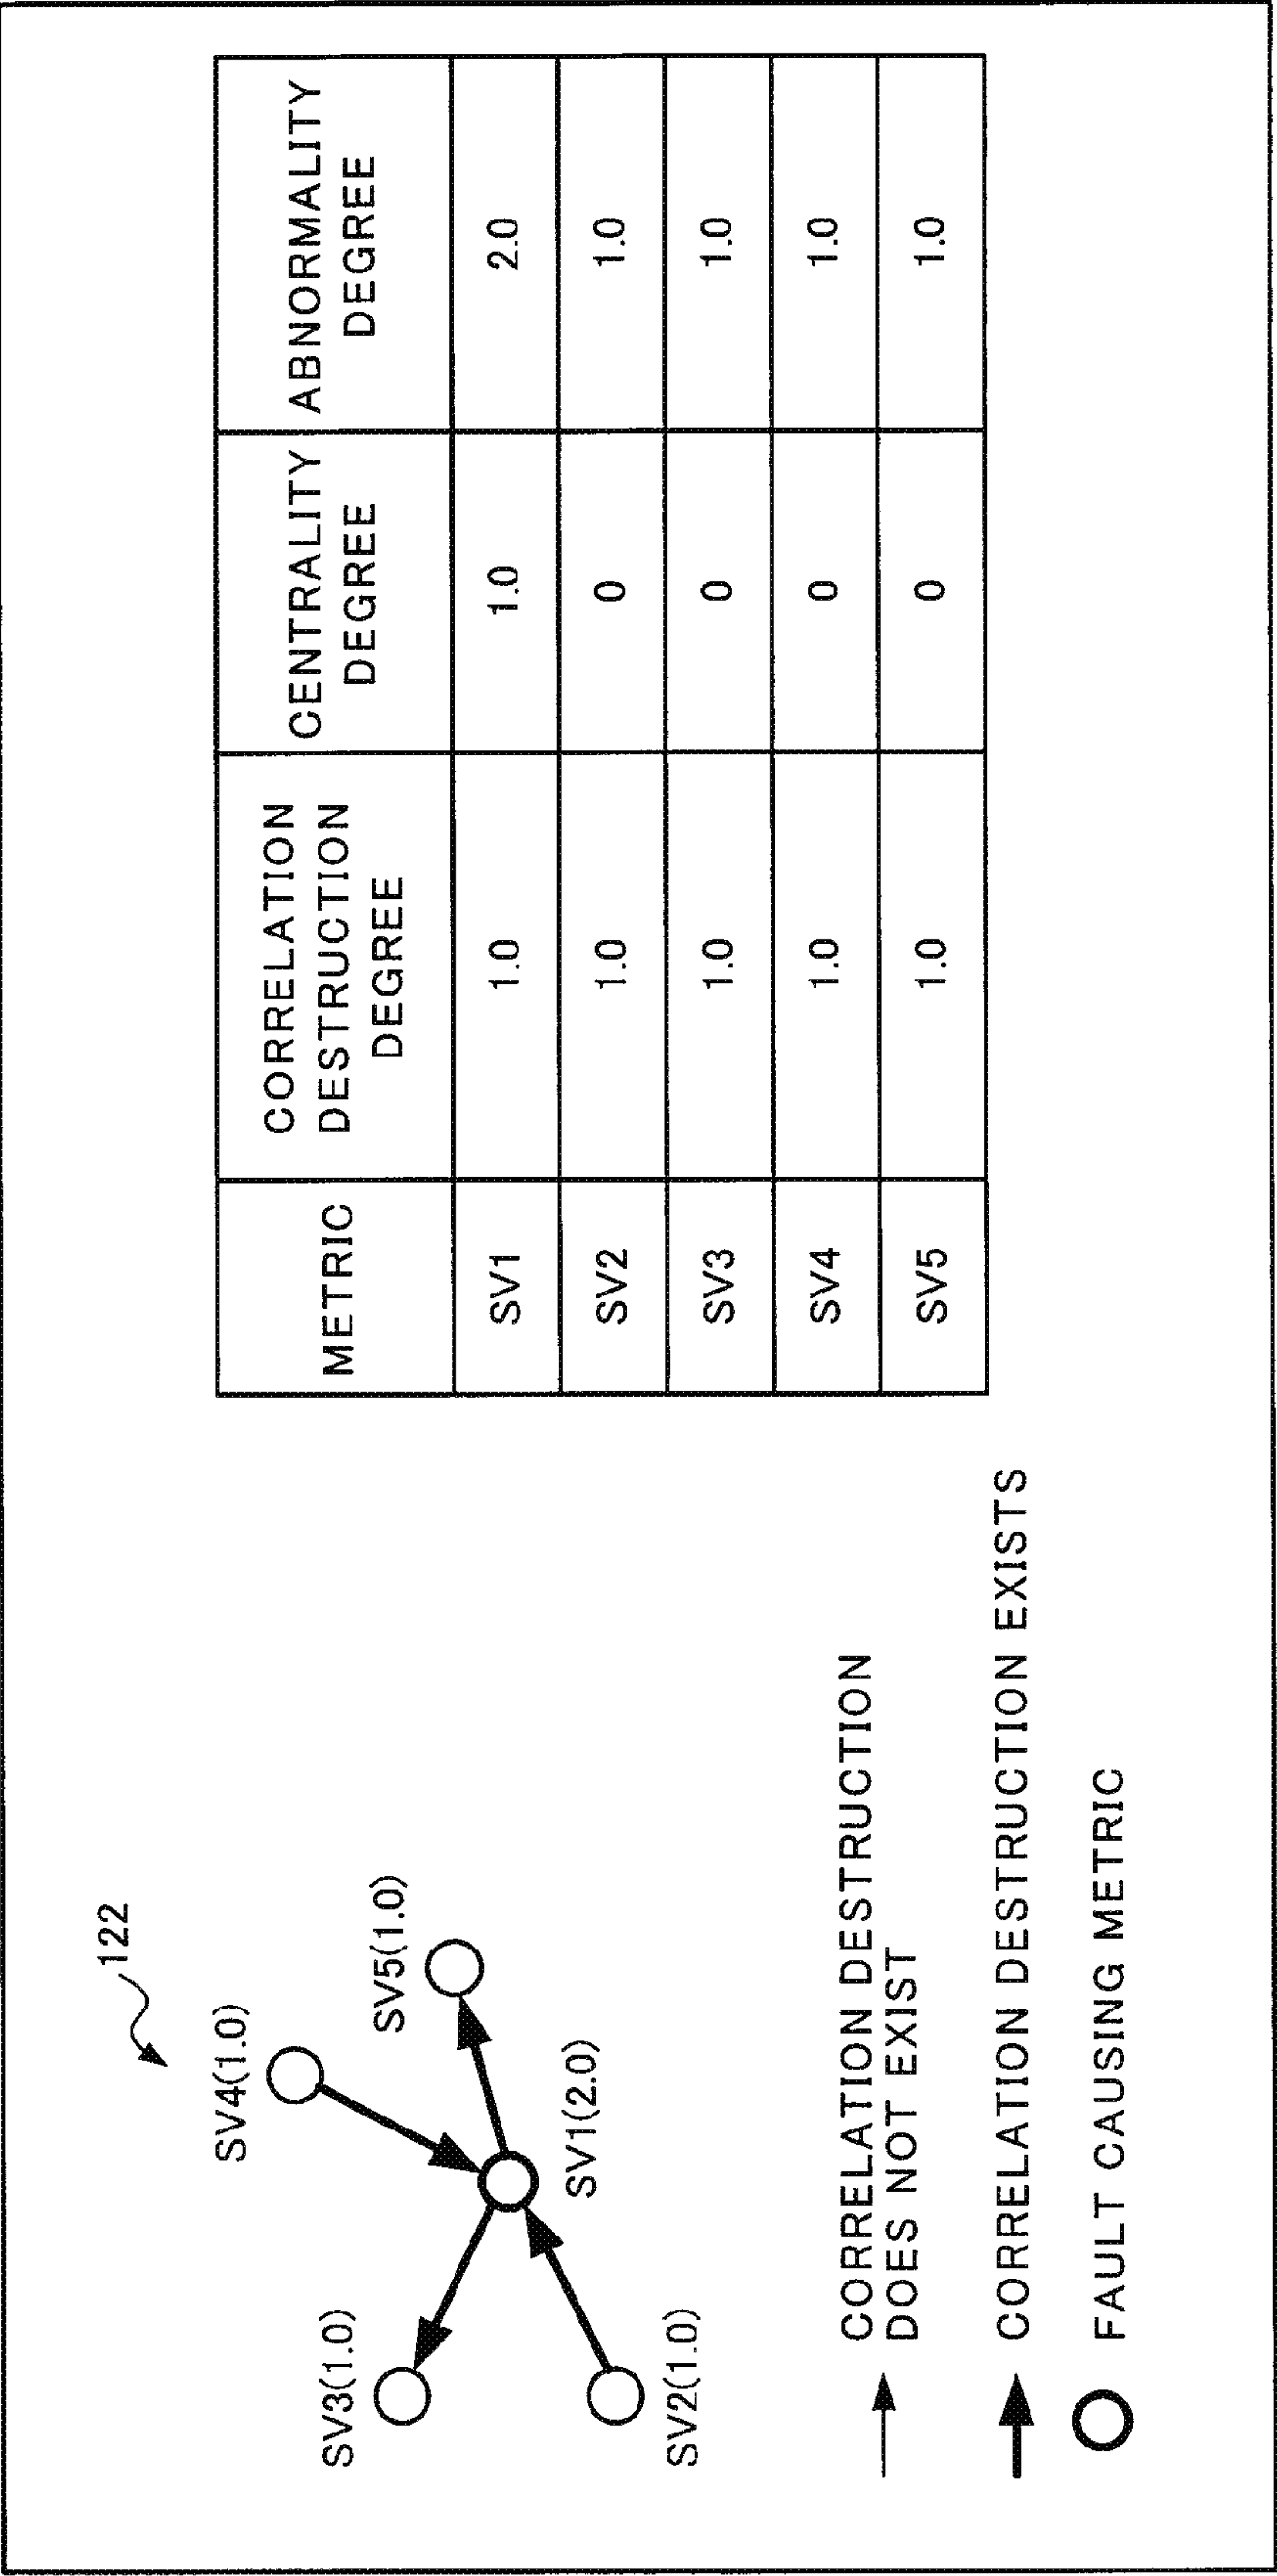 122
SV4(1.0)
SV5(1.0)
SV3(1.0)
SV1(2.0)
SV2(1.0)
CORRELATION DESTRUCTION
DOES NOT EXIST
CORRELATION DESTRUCTION EXISTS
FAULT CAUSING METRIC
METRIC
CORRELATION
DESTRUCTION
DEGREE
CENTRALITY
DEGREE
ABNORMALITY
DEGREE
SV1 1.0 1.0 2.0
SV2 1.0 0 1.0
SV3 1.0 0 1.0
SV4 1.0 0 1.0
SV5 1.0 0 1.0